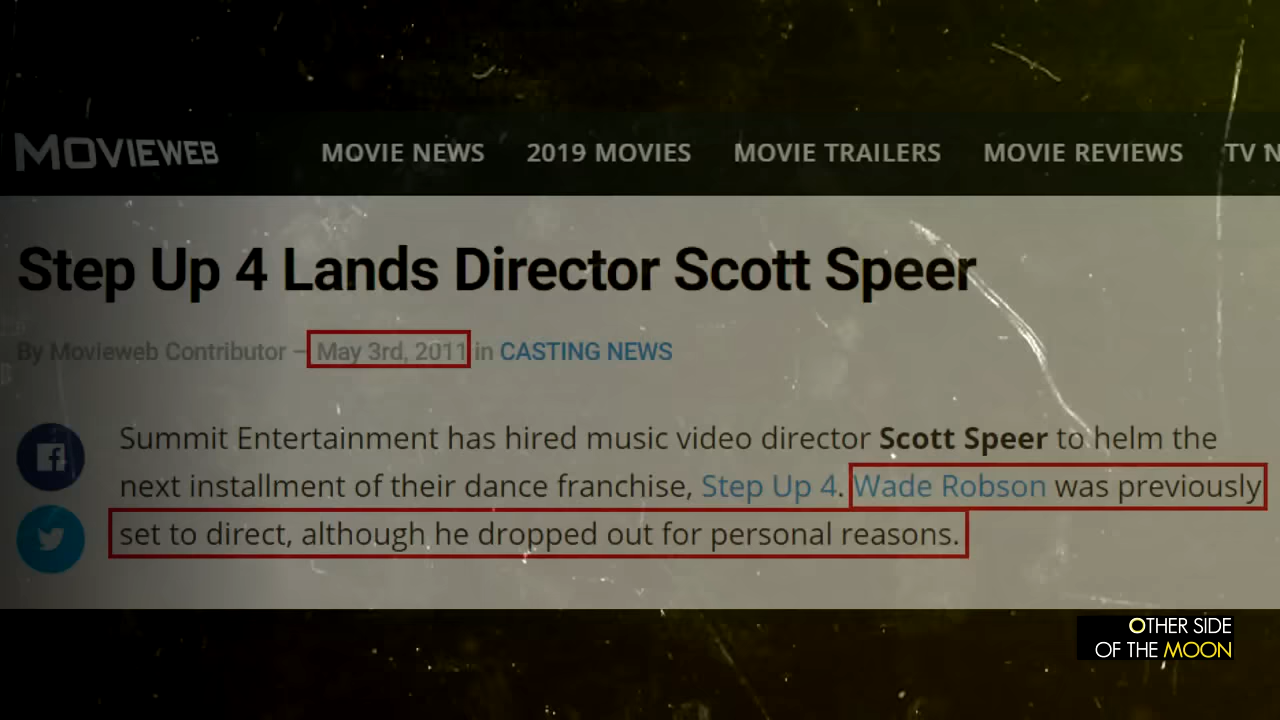 MOVIEWEB MOVIE NEWS 2019 MOVIES MOVIE TRAILERS MOVIE REVIEWS TV N
Step Up 4 Lands Director Scott Speer
By Movieweb Contributor – May 3rd, 2011 in CASTING NEWS
Summit Entertainment has hired music video director Scott Speer to helm the
next installment of their dance franchise, Step Up 4. Wade Robson was previously
set to direct, although he dropped out for personal reasons.
OTHER SIDE
OF THE MOON